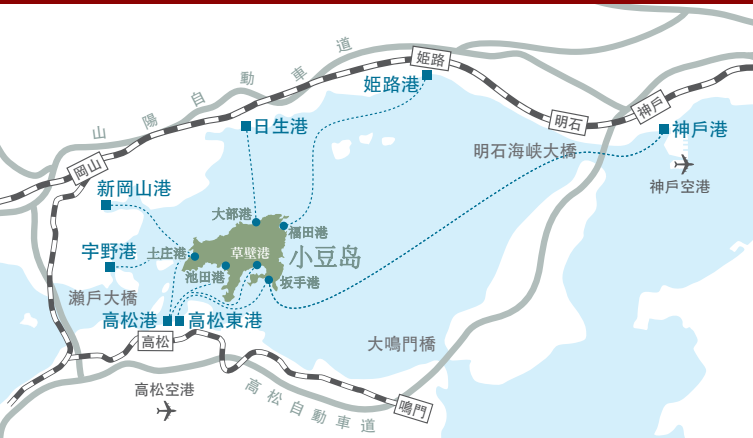 山陽自動車道
姫路
姫路港
日生港
明石
神戸
神戸港
明石海峡大橋
神戸空港
岡山
新岡山港
大部港
福田港
宇野港
土庄港
草壁港
小豆岛
池田港
坂手港
瀨戸大橋
高松港
高松東港
高松
大鳴門橋
高松空港
高松自動車道
鳴門